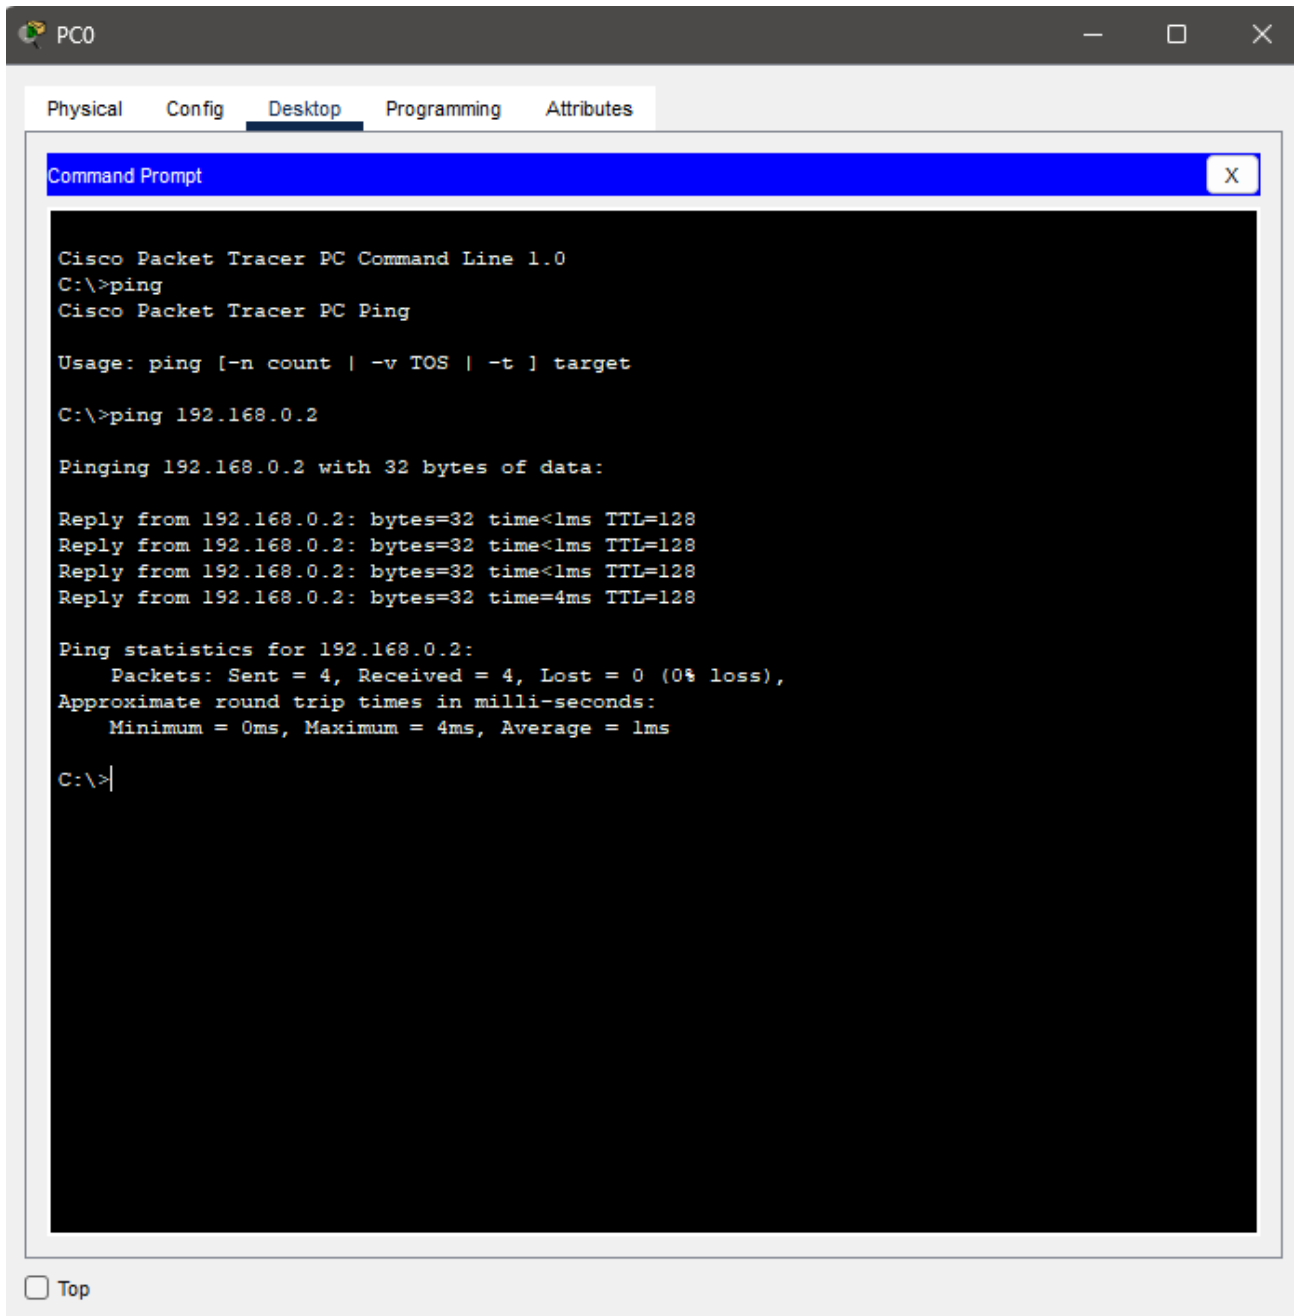 PC0
Physical Config Desktop Programming Attributes
Command Prompt X
Cisco Packet Tracer PC Command Line 1.0
C:\>ping
Cisco Packet Tracer PC Ping
Usage: ping [-n count | -v TOS | -t ] target
C:\>ping 192.168.0.2
Pinging 192.168.0.2 with 32 bytes of data:
Reply from 192.168.0.2: bytes=32 time<1ms TTL=128
Reply from 192.168.0.2: bytes=32 time<1ms TTL=128
Reply from 192.168.0.2: bytes=32 time<1ms TTL=128
Reply from 192.168.0.2: bytes=32 time=4ms TTL=128
Ping statistics for 192.168.0.2:
Packets: Sent = 4, Received = 4, Lost = 0 (0% loss),
Approximate round trip times in milli-seconds:
Minimum = 0ms, Maximum = 4ms, Average = 1ms
C:\>
Top